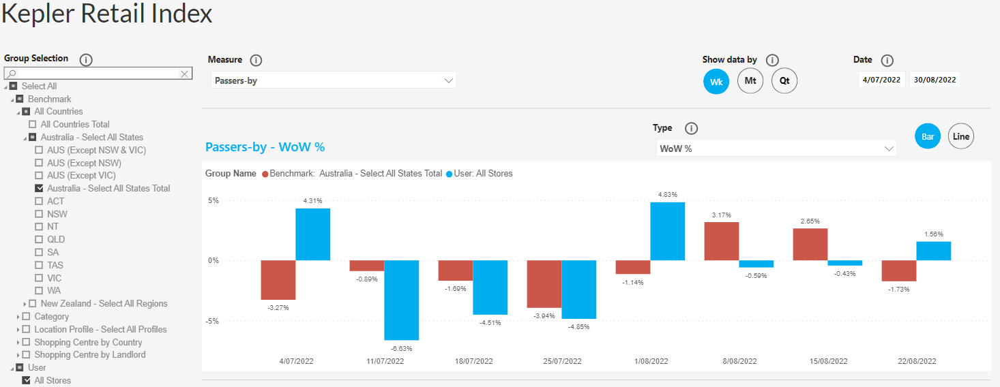 Kepler Retail Index
Group Selection
Select All
Benchmark
All Countries
All Countries Total
Australia - Select All States
AUS (Except NSW & VIC)
AUS (Except NSW)
AUS (Except VIC)
Australia - Select All States Total
ACT
NSW
NT
QLD
SA
TAS
VIC
WA
New Zealand - Select All Regions
Category
Location Profile - Select All Profiles
Shopping Centre by Country
Shopping Centre by Landlord
User
All Stores
Measure
Passers-by
Show data by
Wk Mt Qt
Date
4/07/2022 30/08/2022
Type
WoW %
Bar Line
Passers-by - WoW %
Group Name Benchmark: Australia - Select All States Total User: All Stores
5%
0%
-5%
-3.27% 4.31%
-0.89% -6.63%
-1.69% -4.51%
-3.94% -4.85%
-1.14% 4.83%
3.17% -0.59%
2.65% -0.43%
-1.73% 1.56%
4/07/2022 11/07/2022 18/07/2022 25/07/2022 1/08/2022 8/08/2022 15/08/2022 22/08/2022